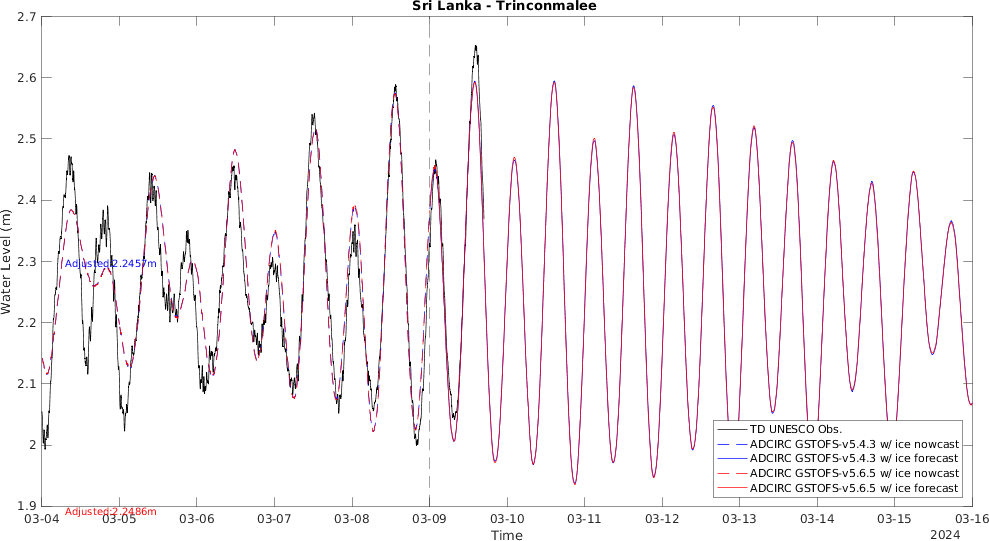 Sri Lanka - Trinconmalee
2.7
2.6
2.5
2.4
2.3
2.2
2.1
2
1.9
Water Level (m)
Adjusted:2.2457m
Adjusted:2.2486m
TD UNESCO Obs.
ADCIRC GSTOFS-v5.4.3 w/ ice nowcast
ADCIRC GSTOFS-v5.4.3 w/ ice forecast
ADCIRC GSTOFS-v5.6.5 w/ ice nowcast
ADCIRC GSTOFS-v5.6.5 w/ ice forecast
03-04 03-05 03-06 03-07 03-08 03-09 03-10 03-11 03-12 03-13 03-14 03-15 03-16
Time
2024